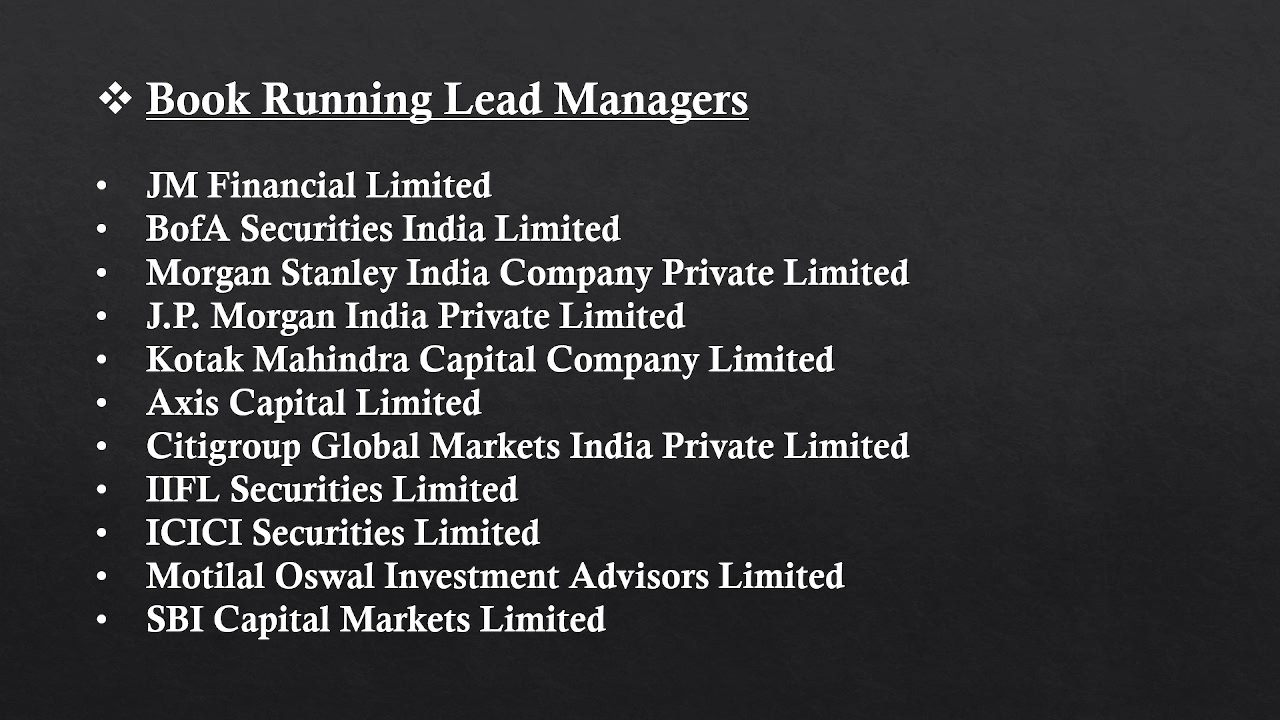 ❖ Book Running Lead Managers
• JM Financial Limited
• BofA Securities India Limited
• Morgan Stanley India Company Private Limited
• J.P. Morgan India Private Limited
• Kotak Mahindra Capital Company Limited
• Axis Capital Limited
• Citigroup Global Markets India Private Limited
• IIFL Securities Limited
• ICICI Securities Limited
• Motilal Oswal Investment Advisors Limited
• SBI Capital Markets Limited